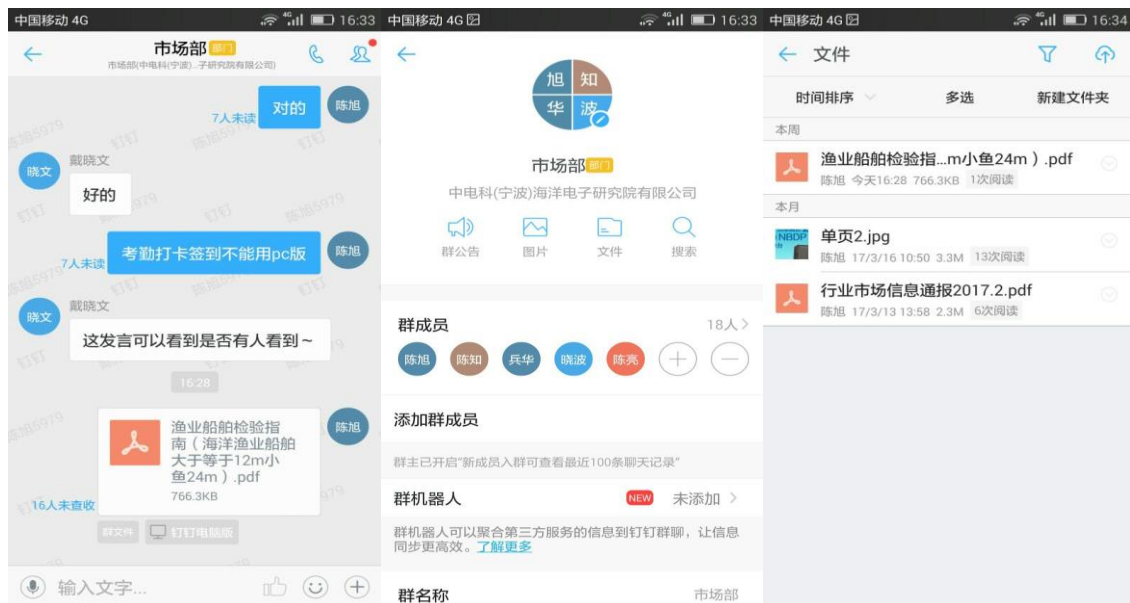 中国移动 4G
46
16:33
市场部 部门
市场部(中电科(宁波)...子研究院有限公司)
对的
陈旭
7人未读
陈旭5979
钉钉
戴晓文
晓文
好的
考勤打卡签到不能用pc版
陈旭
7人未读
戴晓文
晓文
这发言可以看到是否有人看到~
16:28
渔业船舶检验指
南(海洋渔业船舶
大于等于12m小
鱼24m).pdf
766.3KB
陈旭
16人未查收
群文件
钉钉电脑版
输入文字...
中国移动 4G
46
16:33
旭 知
华 波
市场部 部门
中电科(宁波)海洋电子研究院有限公司
群公告 图片 文件 搜索
群成员 18人>
陈旭 陈知 兵华 晓波 陈亮
添加群成员
群主已开启"新成员入群可查看最近100条聊天记录"
群机器人 NEW 未添加 >
群机器人可以聚合第三方服务的信息到钉钉群聊,让信息
同步更高效。了解更多
群名称 市场部
中国移动 4G
46
16:34
文件
时间排序 多选 新建文件夹
本周
渔业船舶检验指...m小鱼24m).pdf
陈旭 今天16:28 766.3KB 1次阅读
本月
NBDP
单页2.jpg
陈旭 17/3/16 10:50 3.3M 13次阅读
行业市场信息通报2017.2.pdf
陈旭 17/3/13 13:58 2.3M 6次阅读